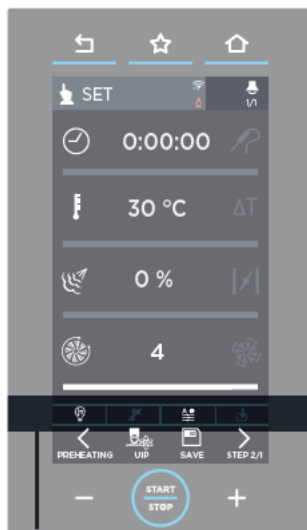 SET
1/1
0:00:00
30 °C ΔT
0 %
4
PREHEATING UIP SAVE STEP 2/1
START
STOP